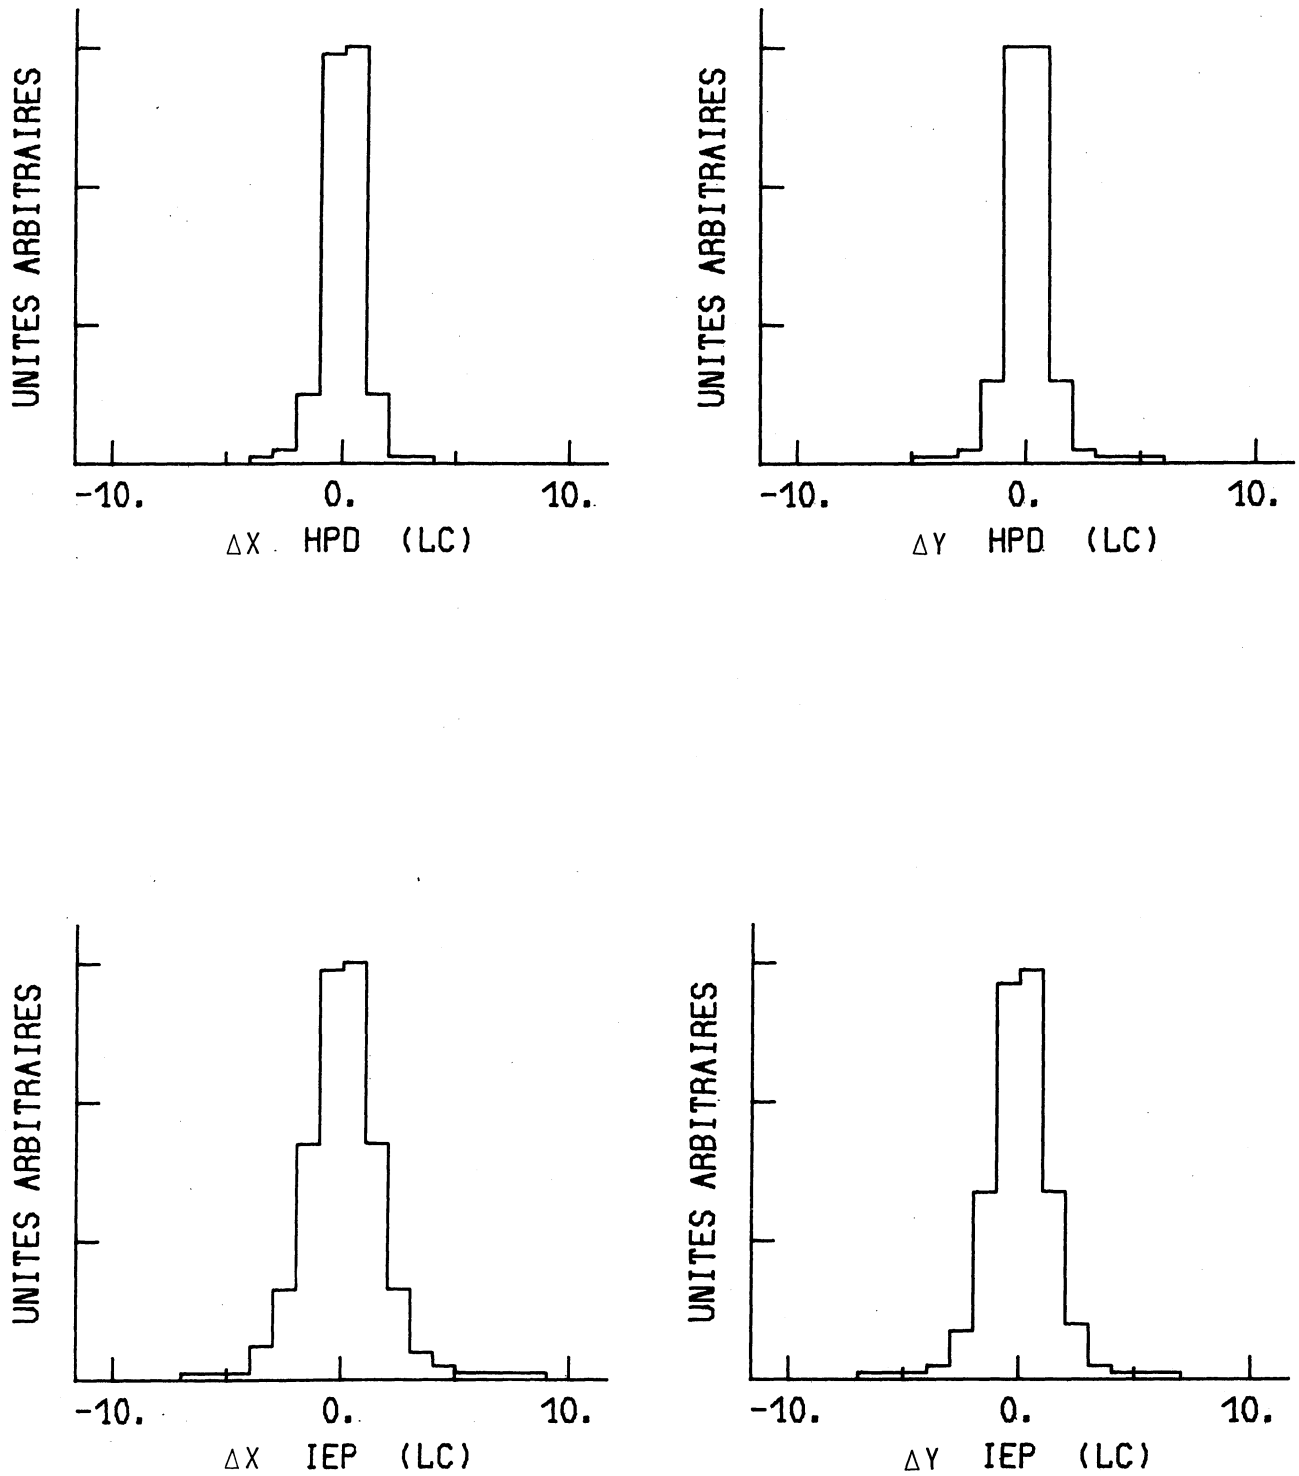 UNITES ARBITRAIRES
-10. 0. 10.
ΔX HPD (LC)
UNITES ARBITRAIRES
-10. 0. 10.
ΔY HPD (LC)
UNITES ARBITRAIRES
-10. 0. 10.
ΔX IEP (LC)
UNITES ARBITRAIRES
-10. 0. 10.
ΔY IEP (LC)